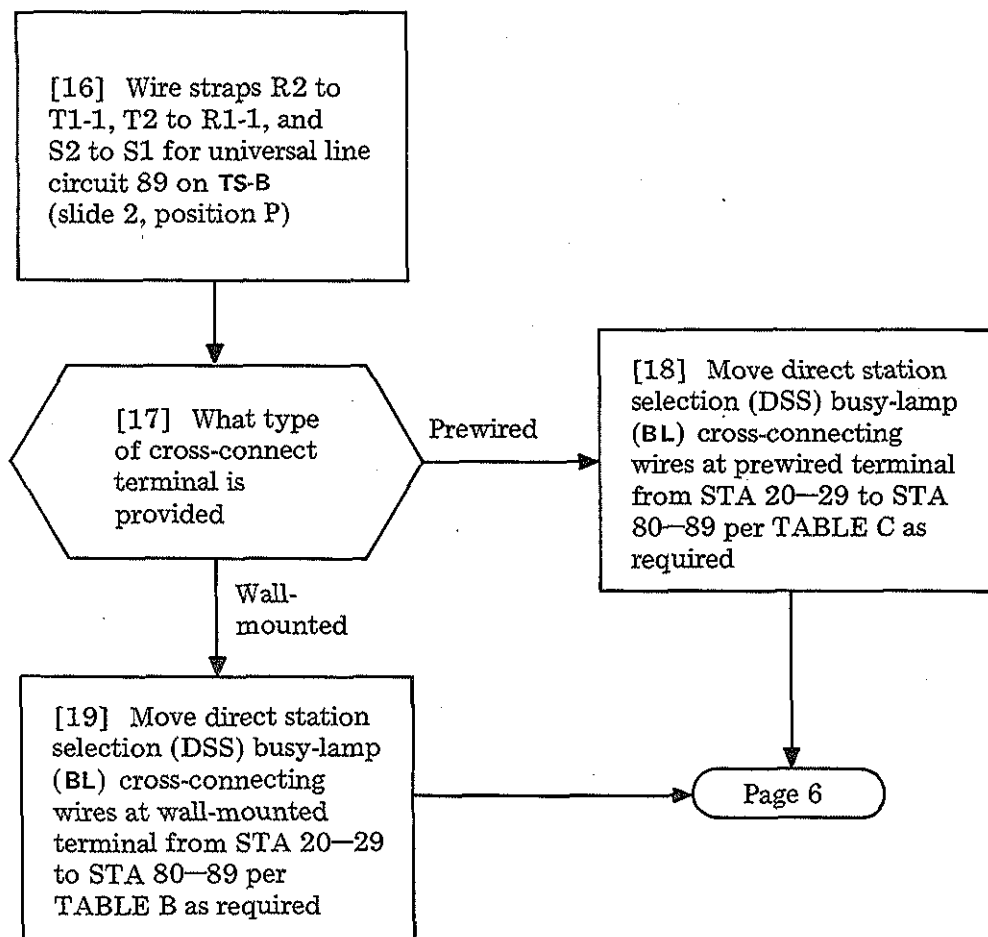 [16] Wire straps R2 to
T1-1, T2 to R1-1, and
S2 to S1 for universal line
circuit 89 on TS-B
(slide 2, position P)
[17] What type
of cross-connect
terminal is
provided
Prewired
[18] Move direct station
selection (DSS) busy-lamp
(BL) cross-connecting
wires at prewired terminal
from STA 20—29 to STA
80—89 per TABLE C as
required
Wall-
mounted
[19] Move direct station
selection (DSS) busy-lamp
(BL) cross-connecting
wires at wall-mounted
terminal from STA 20—29
to STA 80—89 per
TABLE B as required
Page 6